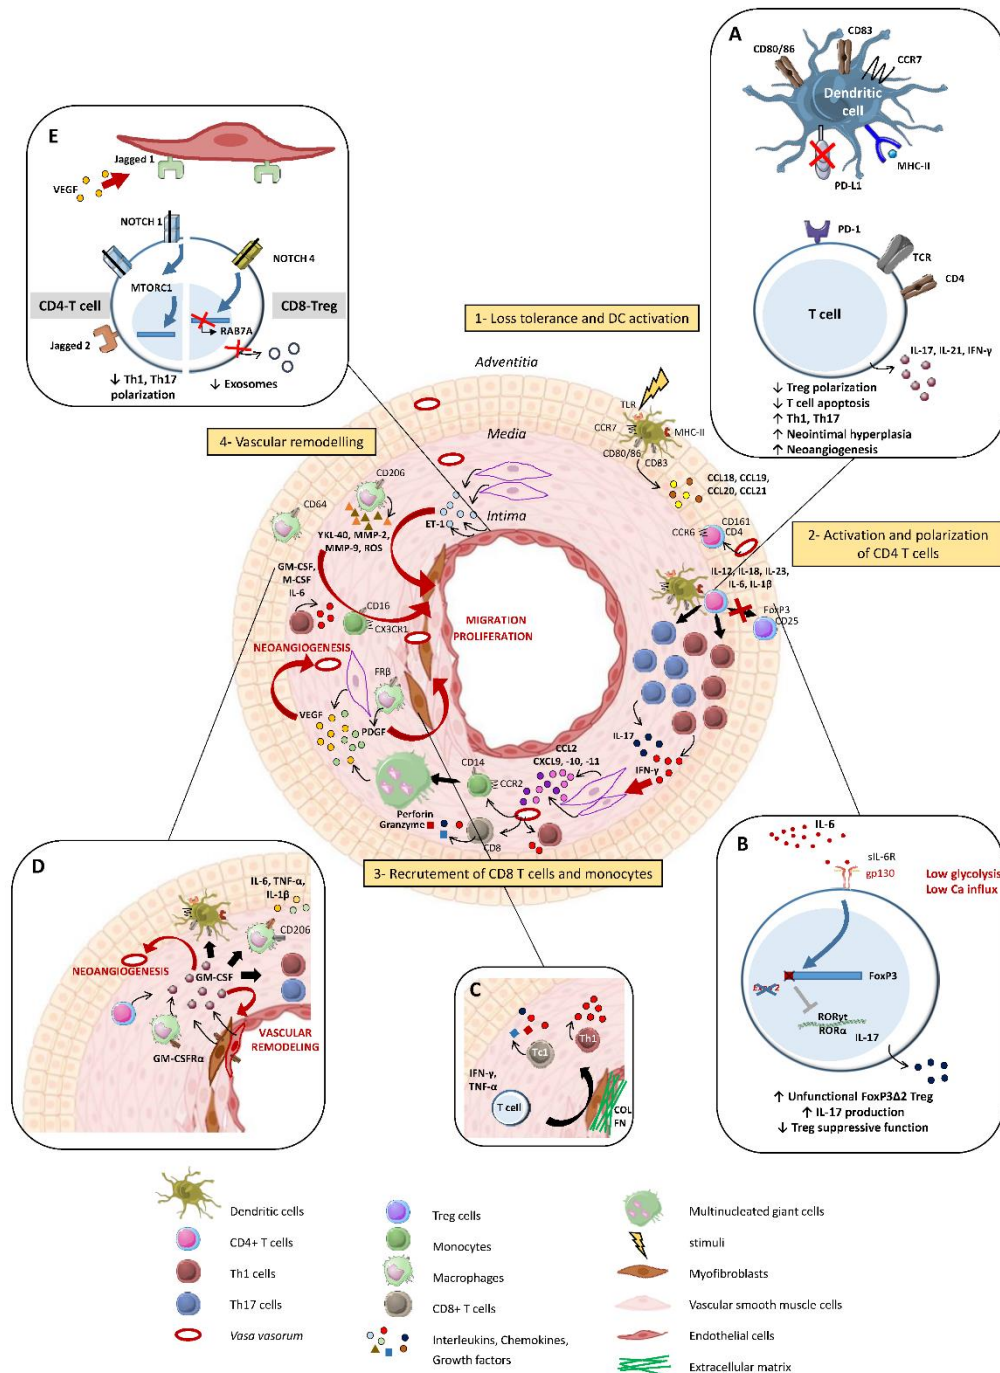 A
CD83
CD80/86
CCR7
Dendritic
cell
MHC-II
PD-L1
PD-1
TCR
CD4
T cell
IL-17, IL-21, IFN-γ
↓ Treg polarization
↓ T cell apoptosis
↑ Th1, Th17
↑ Neointimal hyperplasia
↑ Neoangiogenesis
E
Jagged 1
VEGF
NOTCH 1
NOTCH 4
MTORC1
CD4-T cell
CD8-Treg
RAB7A
Jagged 2
↓ Th1, Th17
polarization
↓ Exosomes
1- Loss tolerance and DC activation
Adventitia
TLR
CCR7
MHC-II
CD80/86
CD83
Media
4- Vascular remodelling
CD206
CD64
CCL18, CCL19,
CCL20, CCL21
Intima
ET-1
YKL-40, MMP-2,
MMP-9, ROS
CD161
CD4
CCR6
2- Activation and polarization
of CD4 T cells
GM-CSF,
M-CSF
IL-6
IL-12, IL-18, IL-23,
IL-6, IL-1β
CD16
CX3CR1
FoxP3
CD25
MIGRATION
PROLIFERATION
NEOANGIOGENESIS
FRβ
VEGF
PDGF
IL-17
IFN-γ
CCL2
CXCL9, -10, -11
CD14
CCR2
Perforin
Granzyme
CD8
3- Recrutement of CD8 T cells and monocytes
D
IL-6, TNF-α,
IL-1β
CD206
NEOANGIOGENESIS
GM-CSF
GM-CSFRα
VASCULAR
REMODELING
C
Tc1
Th1
IFN-γ,
TNF-α
T cell
COL
FN
B
IL-6
sIL-6R
gp130
Low glycolysis
Low Ca influx
FoxP3
RORγt
RORα
IL-17
↑ Unfunctional FoxP3Δ2 Treg
↑ IL-17 production
↓ Treg suppressive function
Dendritic cells
CD4+ T cells
Th1 cells
Th17 cells
Vasa vasorum
Treg cells
Monocytes
Macrophages
CD8+ T cells
Interleukins, Chemokines,
Growth factors
Multinucleated giant cells
stimuli
Myofibroblasts
Vascular smooth muscle cells
Endothelial cells
Extracellular matrix